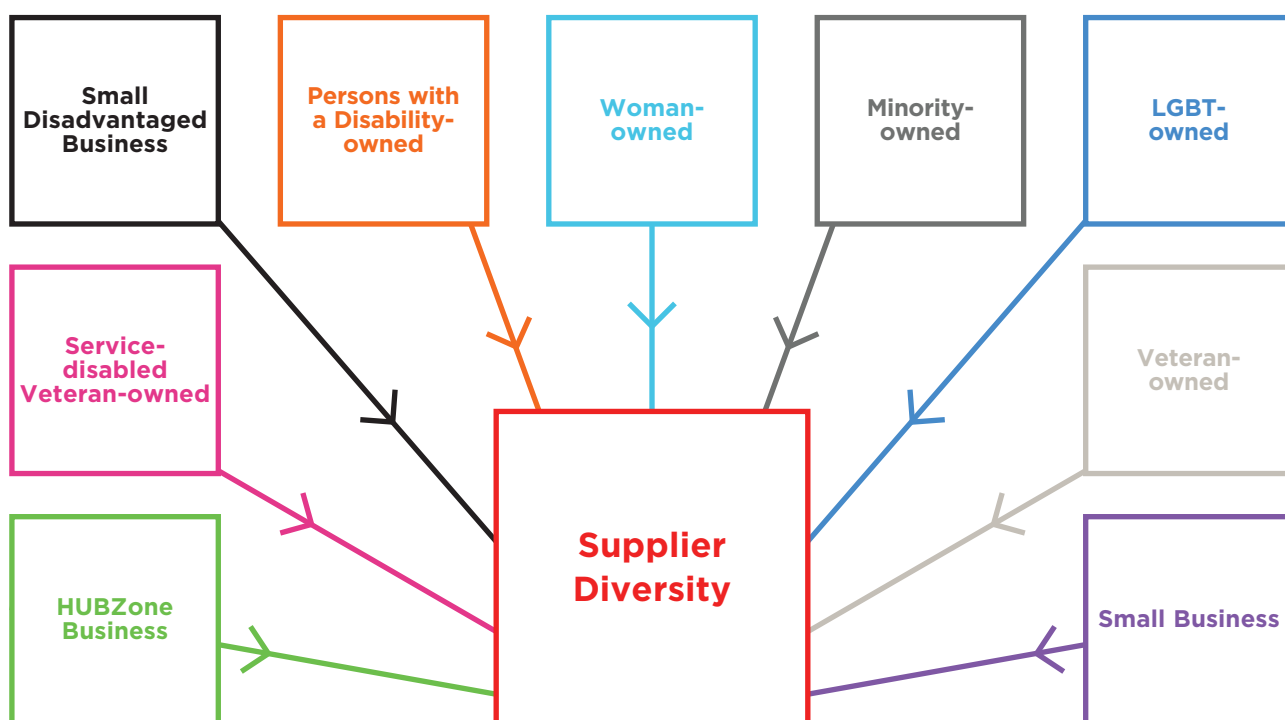 Small
Disadvantaged
Business
Persons with
a Disability-
owned
Woman-
owned
Minority-
owned
LGBT-
owned
Service-
disabled
Veteran-owned
Veteran-
owned
Supplier
Diversity
HUBZone
Business
Small Business